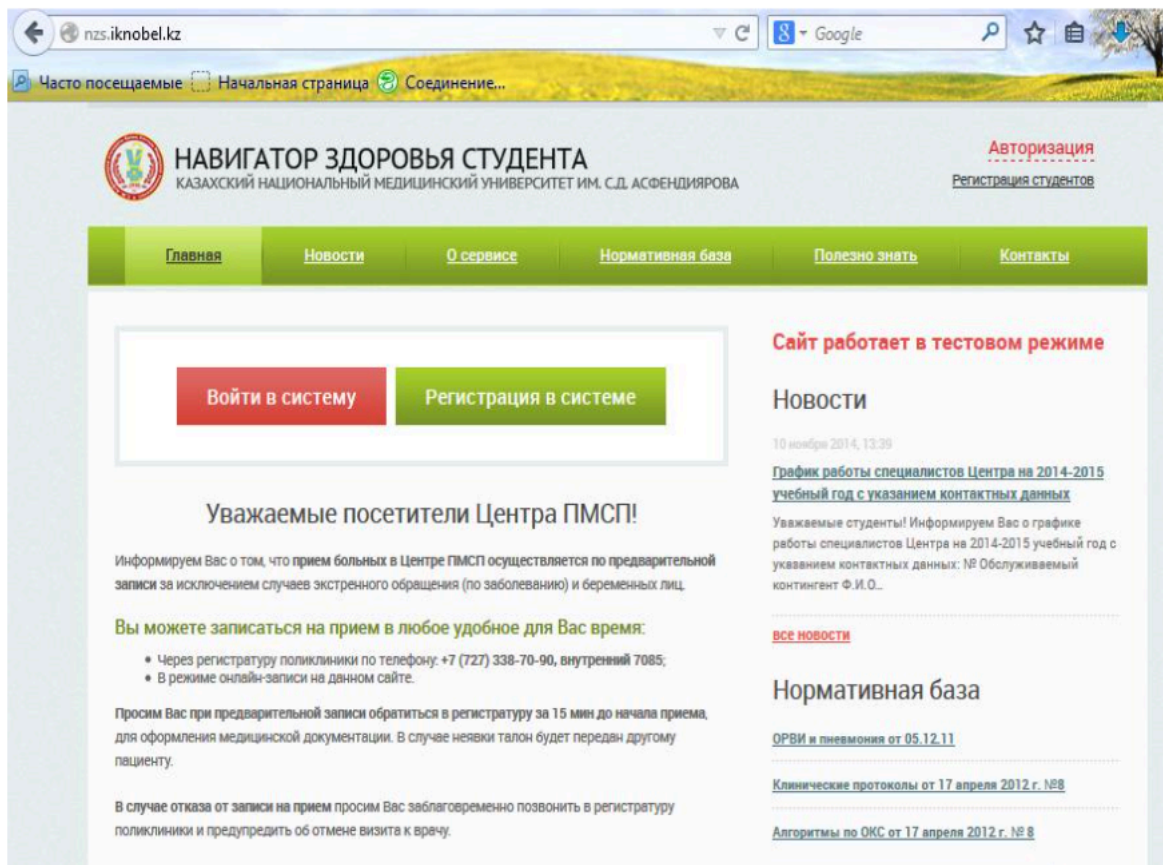 nzs.iknobel.kz
Google
Часто посещаемые Начальная страница Соединение...
НАВИГАТОР ЗДОРОВЬЯ СТУДЕНТА
КАЗАХСКИЙ НАЦИОНАЛЬНЫЙ МЕДИЦИНСКИЙ УНИВЕРСИТЕТ ИМ. С.Д. АСФЕНДИЯРОВА
Авторизация
Регистрация студентов
Главная Новости О сервисе Нормативная база Полезно знать Контакты
Войти в систему Регистрация в системе
Уважаемые посетители Центра ПМСП!
Информируем Вас о том, что прием больных в Центре ПМСП осуществляется по предварительной
записи за исключением случаев экстренного обращения (по заболеванию) и беременных лиц.
Вы можете записаться на прием в любое удобное для Вас время:
• Через регистратуру поликлиники по телефону: +7 (727) 338-70-90, внутренний 7085;
• В режиме онлайн-записи на данном сайте.
Просим Вас при предварительной записи обратиться в регистратуру за 15 мин до начала приема,
для оформления медицинской документации. В случае неявки талон будет передан другому
пациенту.
В случае отказа от записи на прием просим Вас заблаговременно позвонить в регистратуру
поликлиники и предупредить об отмене визита к врачу.
Сайт работает в тестовом режиме
Новости
10 ноября 2014, 13:39
График работы специалистов Центра на 2014-2015
учебный год с указанием контактных данных
Уважаемые студенты! Информируем Вас о графике
работы специалистов Центра на 2014-2015 учебный год с
указанием контактных данных: № Обслуживаемый
контингент Ф.И.О...
все новости
Нормативная база
ОРВИ и пневмония от 05.12.11
Клинические протоколы от 17 апреля 2012 г. №8
Алгоритмы по ОКС от 17 апреля 2012 г. № 8